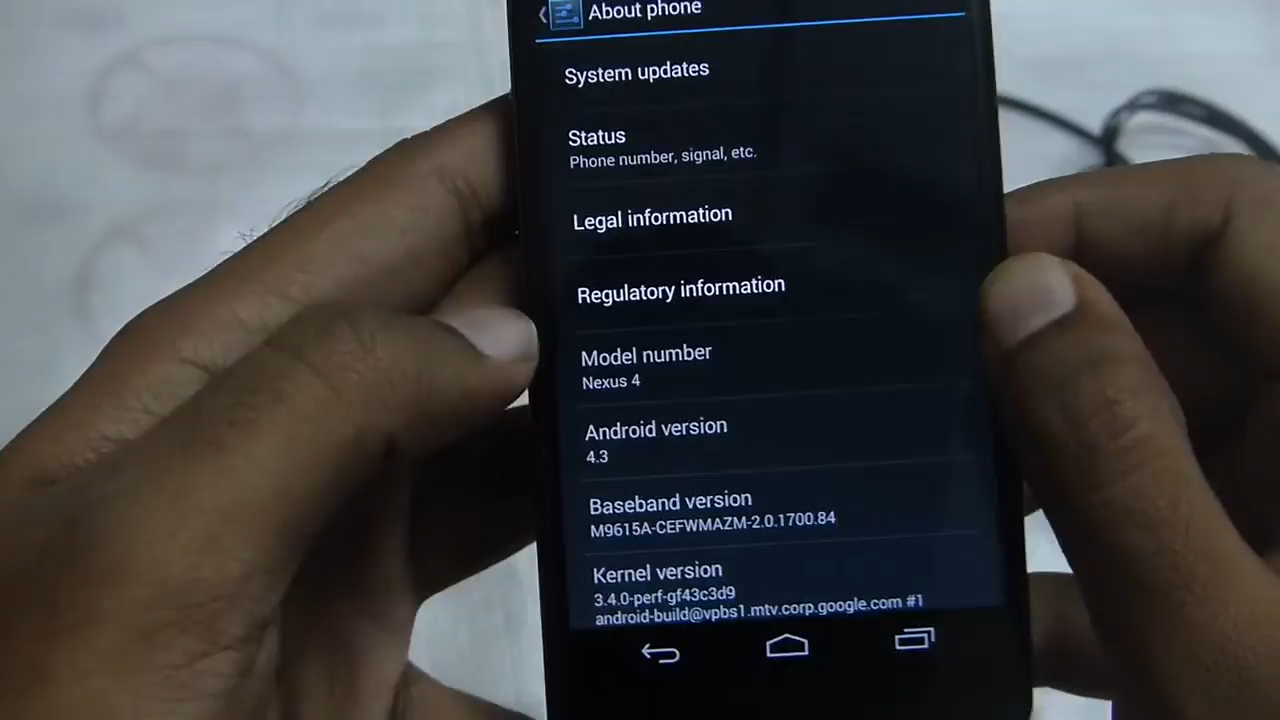 About phone
System updates
Status
Phone number, signal, etc.
Legal information
Regulatory information
Model number
Nexus 4
Android version
4.3
Baseband version
M9615A-CEFWMAZM-2.0.1700.84
Kernel version
3.4.0-perf-gf43c3d9
android-build@vpbs1.mtv.corp.google.com #1